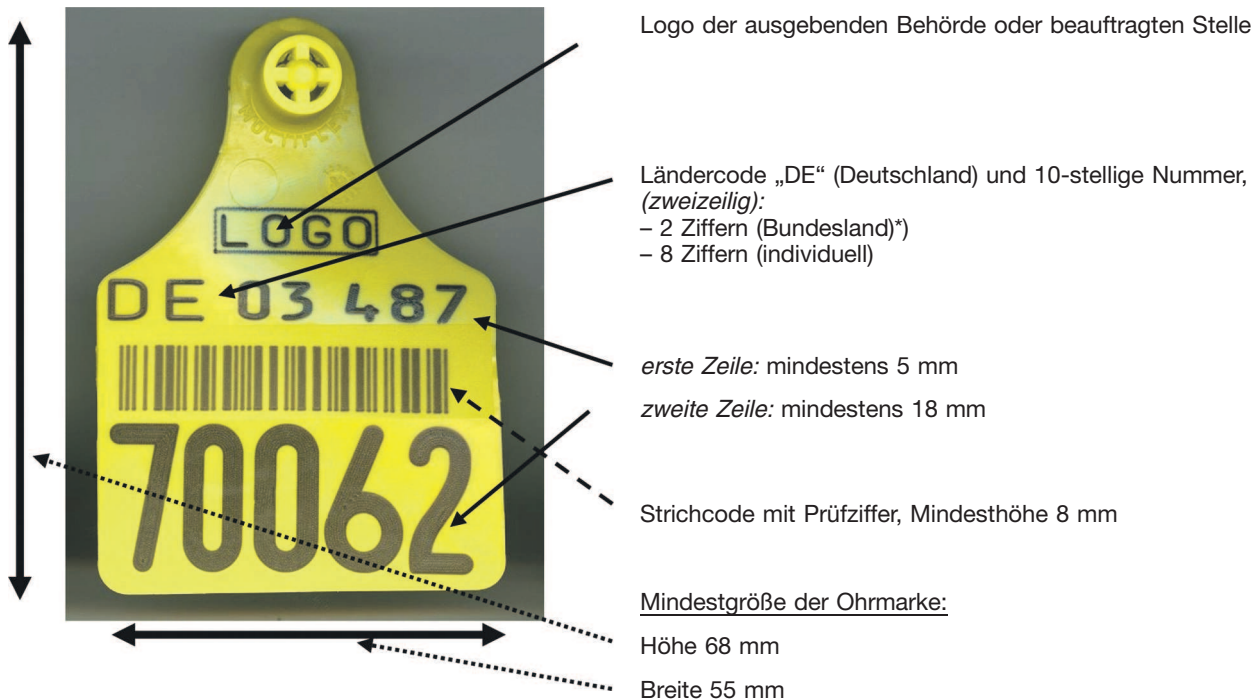 Logo der ausgebenden Behörde oder beauftragten Stelle
Ländercode „DE“ (Deutschland) und 10-stellige Nummer,
(zweizeilig):
– 2 Ziffern (Bundesland)*)
– 8 Ziffern (individuell)
LOGO
DE 03 487
erste Zeile: mindestens 5 mm
zweite Zeile: mindestens 18 mm
70062
Strichcode mit Prüfziffer, Mindesthöhe 8 mm
Mindestgröße der Ohrmarke:
Höhe 68 mm
Breite 55 mm